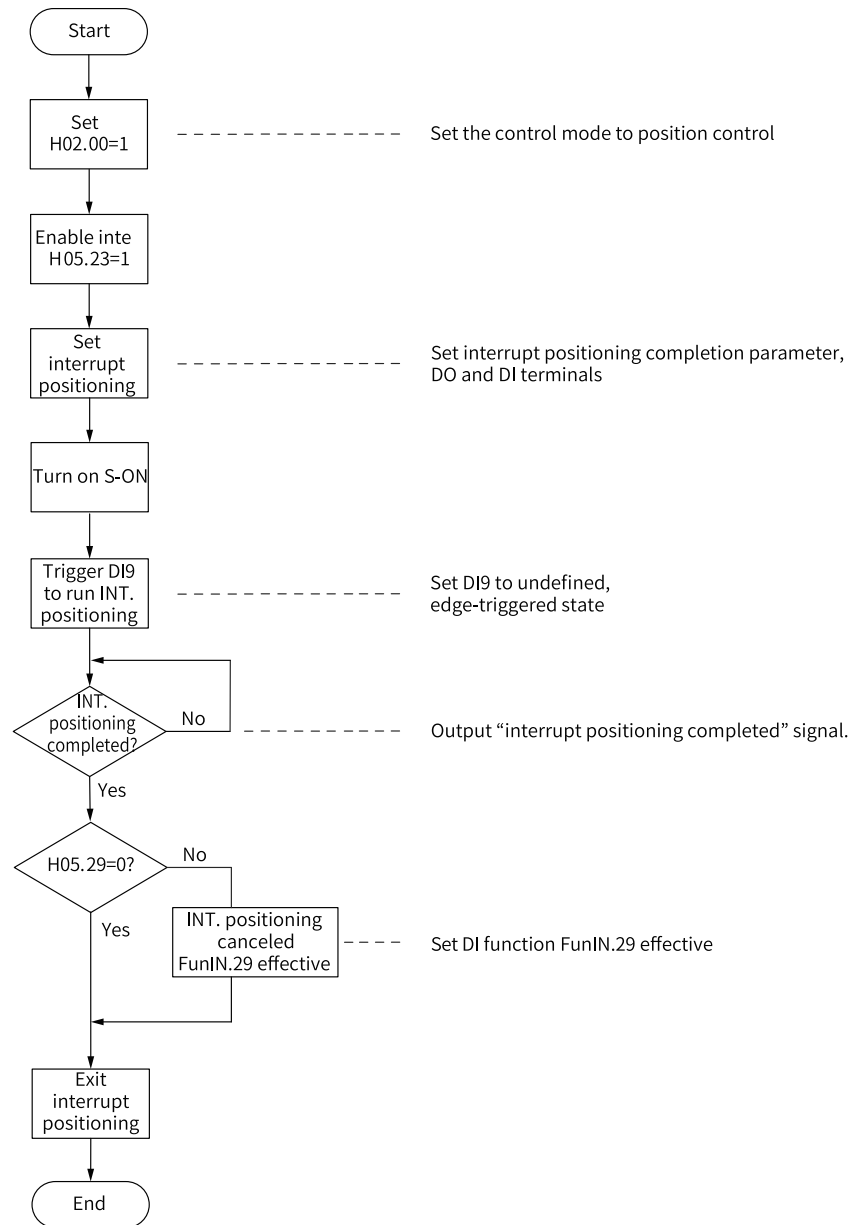 Start
Set
H02.00=1
Set the control mode to position control
Enable inte
H05.23=1
Set
interrupt
positioning
Set interrupt positioning completion parameter,
DO and DI terminals
Turn on S-ON
Trigger DI9
to run INT.
positioning
Set DI9 to undefined,
edge-triggered state
INT.
positioning
completed?
No
Output “interrupt positioning completed” signal.
Yes
H05.29=0?
No
Yes
INT. positioning
canceled
FunIN.29 effective
Set DI function FunIN.29 effective
Exit
interrupt
positioning
End